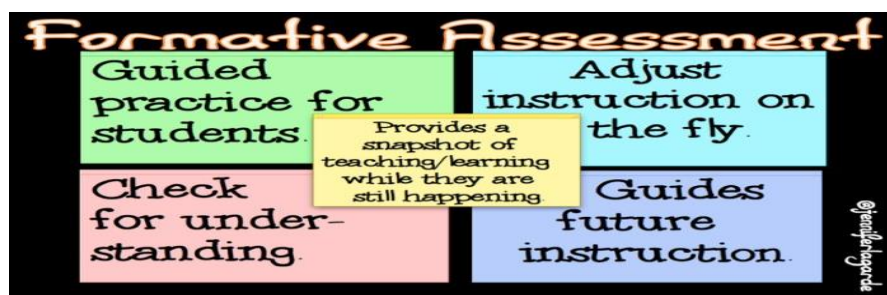 Formative Assessment
Guided
practice for
students.
Adjust
instruction on
the fly.
Provides a
snapshot of
teaching/learning
while they are
still happening.
Check
for under-
standing.
Guides
future
instruction.
@jenniferlagarde